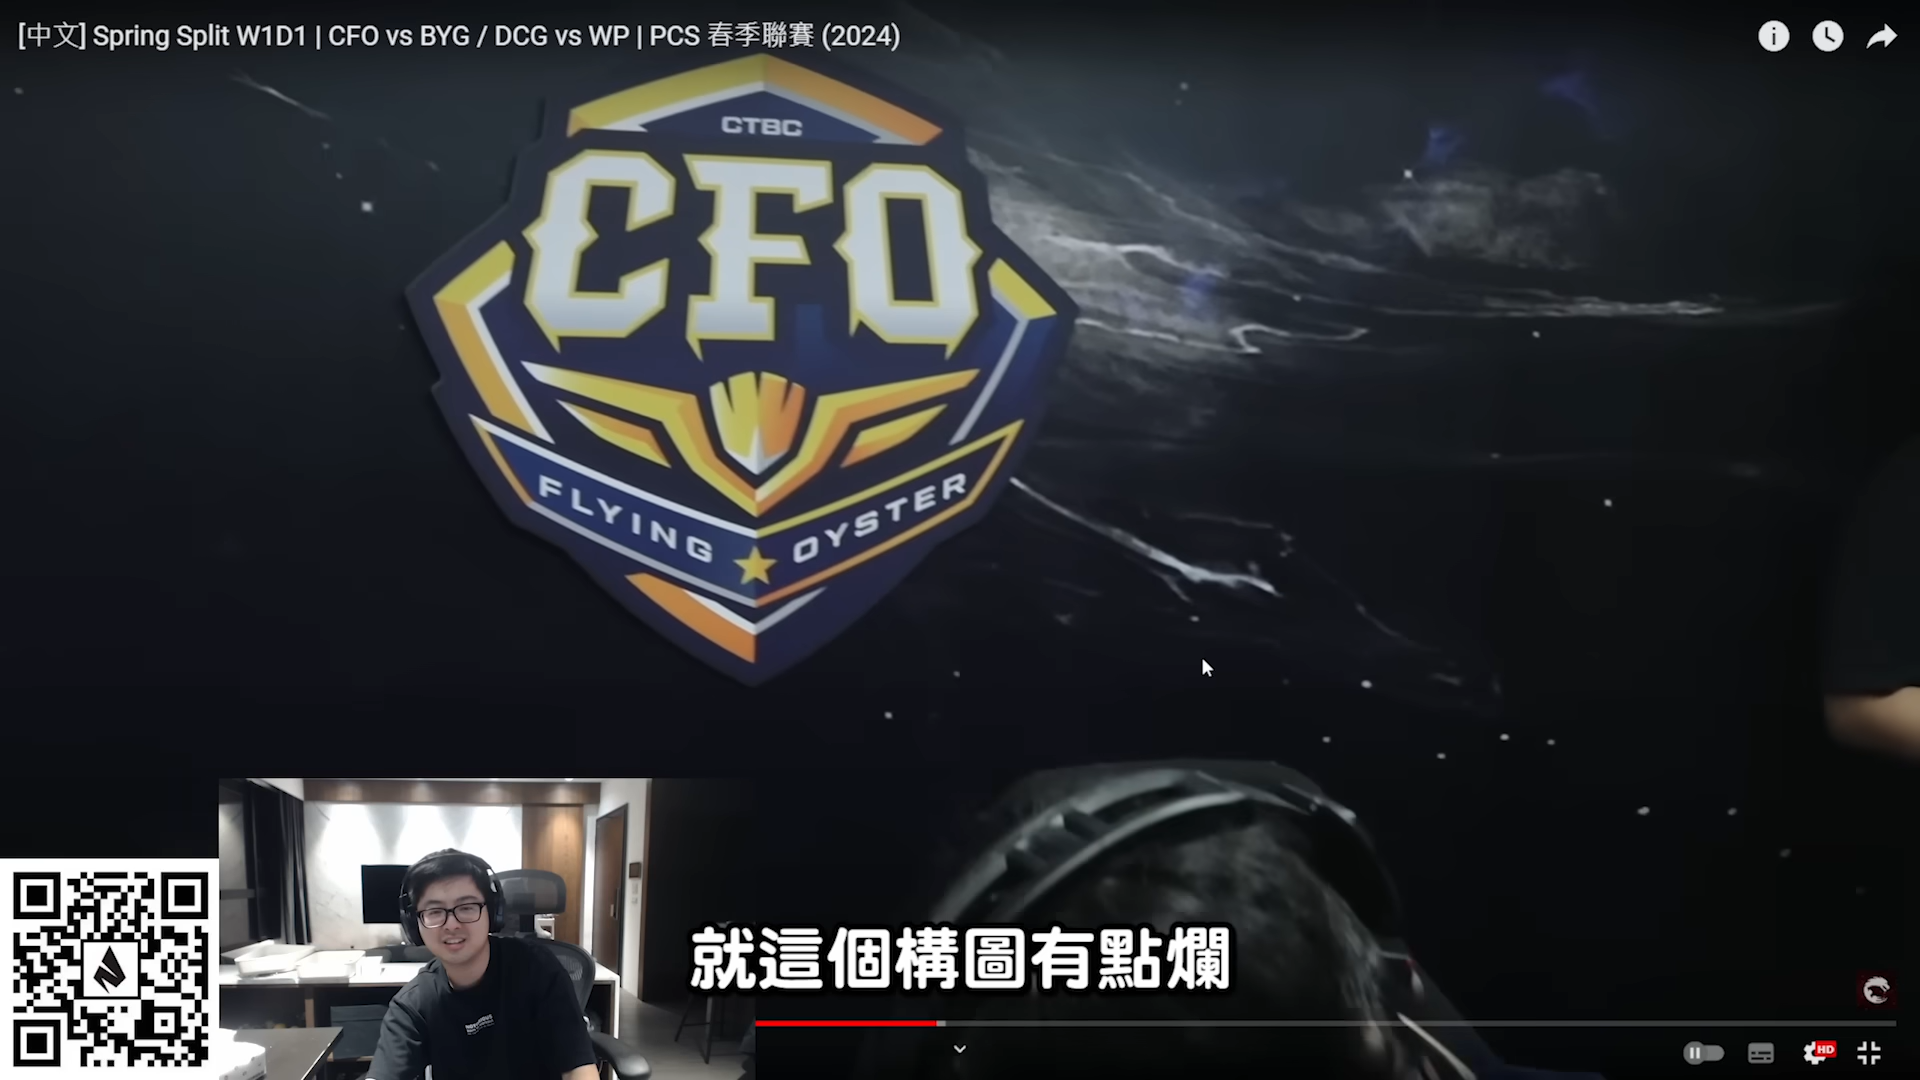 [中文] Spring Split W1D1 | CFO vs BYG / DCG vs WP | PCS 春季聯賽 (2024)
CTBC
CFO
FLYING OYSTER
就這個構圖有點爛
HD